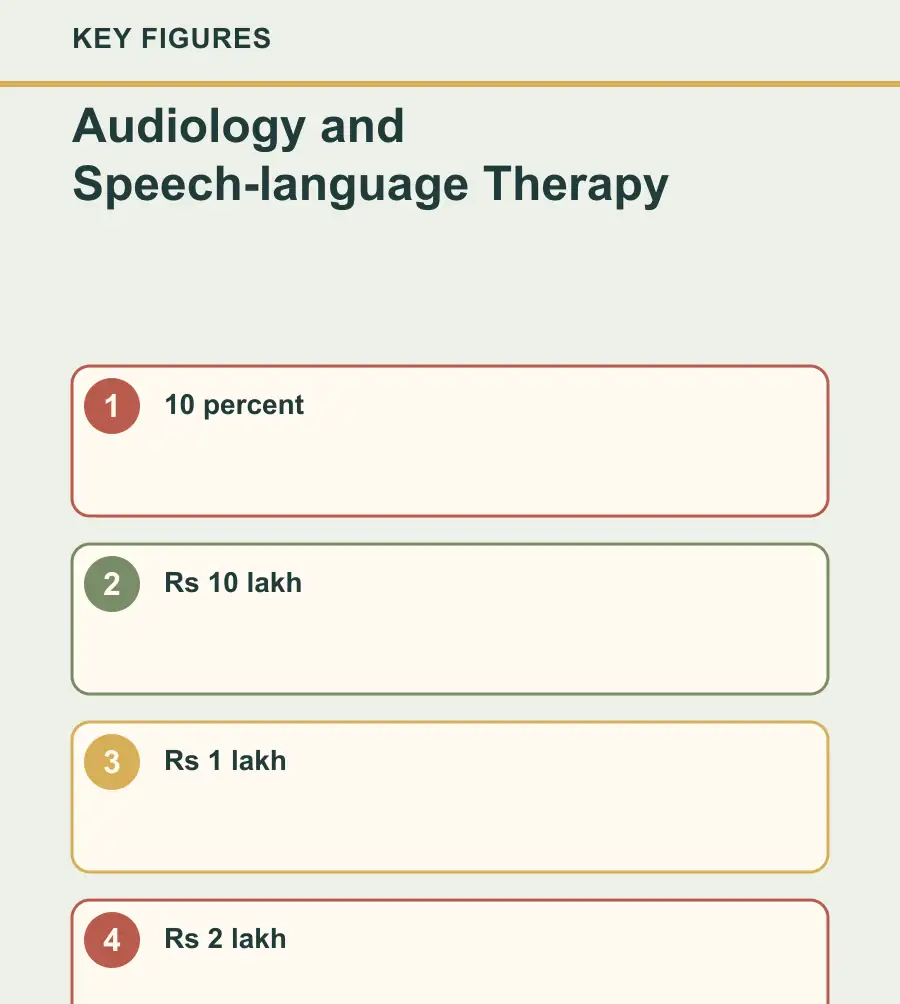 KEY FIGURES
Audiology and
Speech-language Therapy
1
10 percent
2
Rs 10 lakh
3
Rs 1 lakh
4
Rs 2 lakh